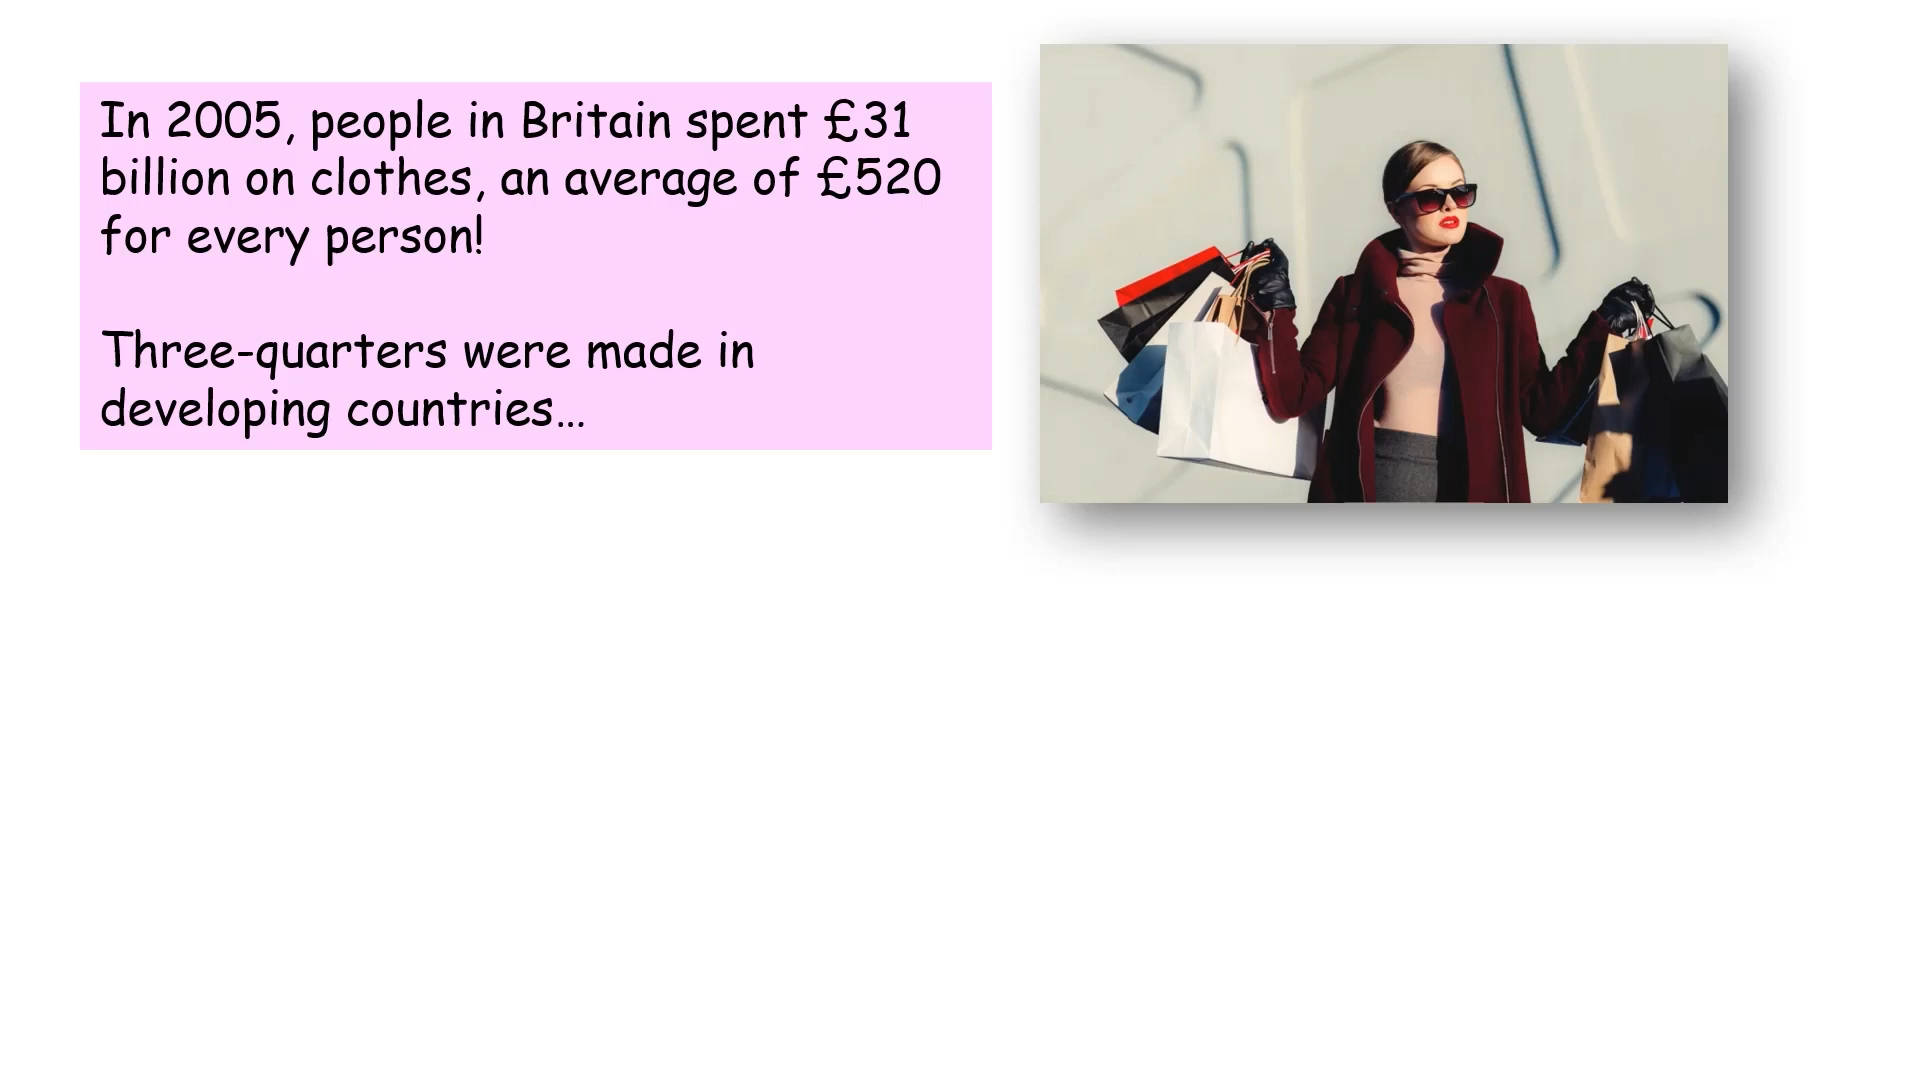 In 2005, people in Britain spent £31
billion on clothes, an average of £520
for every person!
Three-quarters were made in
developing countries…